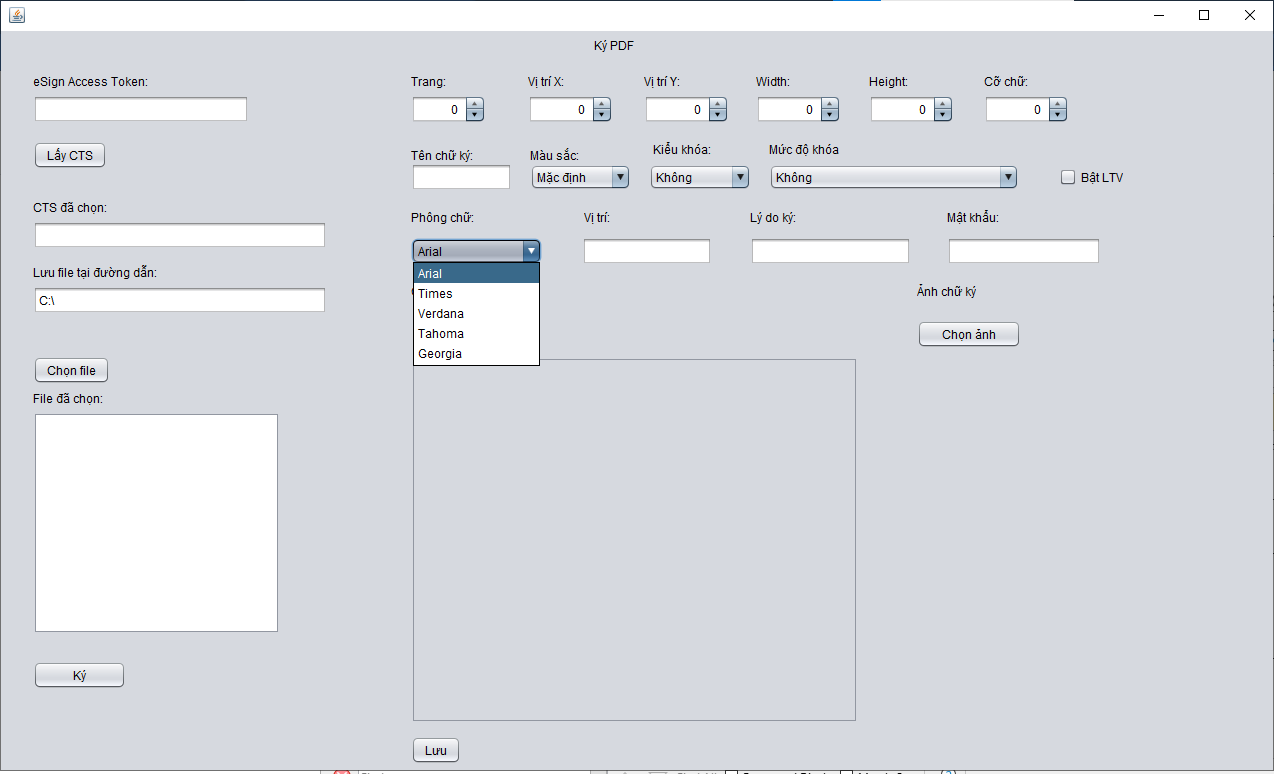 Ký PDF
eSign Access Token:
Trang: Vị trí X: Vị trí Y: Width: Height: Cỡ chữ:
0 0 0 0 0 0
Lấy CTS
Tên chữ ký: Màu sắc: Kiểu khóa: Mức độ khóa
Mặc định Không Không Bật LTV
CTS đã chọn:
Phông chữ: Vị trí: Lý do ký: Mật khẩu:
Arial
Lưu file tại đường dẫn:
C:\
Arial
Times
Verdana
Tahoma
Georgia
Ảnh chữ ký
Chọn ảnh
Chọn file
File đã chọn:
Ký
Lưu